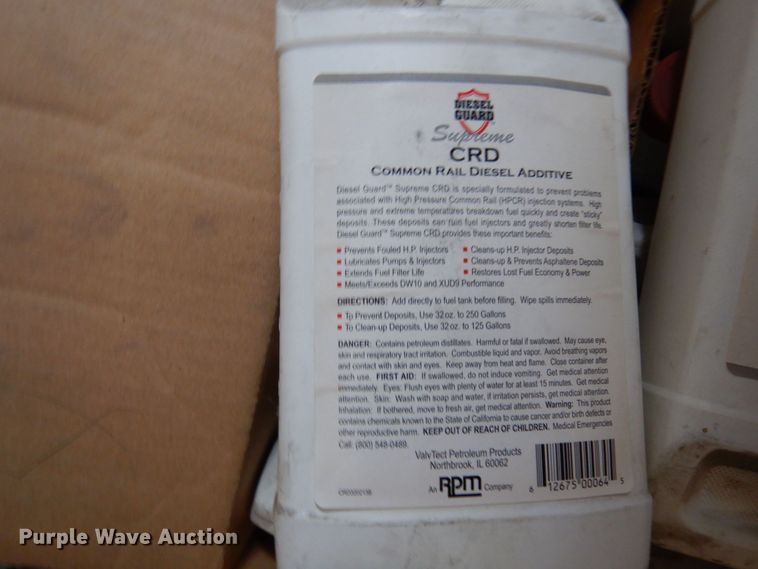 DIESEL
GUARD™
Supreme
CRD
COMMON RAIL DIESEL ADDITIVE
Diesel Guard™ Supreme CRD is specially formulated to prevent problems
associated with High Pressure Common Rail (HPCR) injection systems. High
pressure and extreme temperatures breakdown fuel quickly and create "sticky"
deposits. These deposits can ruin fuel injectors and greatly shorten filter life.
Diesel Guard™ Supreme CRD provides these important benefits:
▪ Prevents Fouled H.P. Injectors ▪ Cleans-up H.P. Injector Deposits
▪ Lubricates Pumps & Injectors ▪ Cleans-up & Prevents Asphaltene Deposits
▪ Extends Fuel Filter Life ▪ Restores Lost Fuel Economy & Power
▪ Meets/Exceeds DW10 and XUD9 Performance
DIRECTIONS: Add directly to fuel tank before filling. Wipe spills immediately.
▪ To Prevent Deposits, Use 32 oz. to 250 Gallons
▪ To Clean-up Deposits, Use 32 oz. to 125 Gallons
DANGER: Contains petroleum distillates. Harmful or fatal if swallowed. May cause eye,
skin and respiratory tract irritation. Combustible liquid and vapor. Avoid breathing vapors
and contact with skin and eyes. Keep away from heat and flame. Close container after
each use. FIRST AID: If swallowed, do not induce vomiting. Get medical attention
immediately. Eyes: Flush eyes with plenty of water for at least 15 minutes. Get medical
attention. Skin: Wash with soap and water, if irritation persists, get medical attention.
Inhalation: If bothered, move to fresh air, get medical attention. Warning: This product
contains chemicals known to the State of California to cause cancer and/or birth defects or
other reproductive harm. KEEP OUT OF REACH OF CHILDREN. Medical Emergencies
Call: (800) 548-0489.
ValvTect Petroleum Products
Northbrook, IL 60062
An RPM Company
6 12675 00064 5
Purple Wave Auction